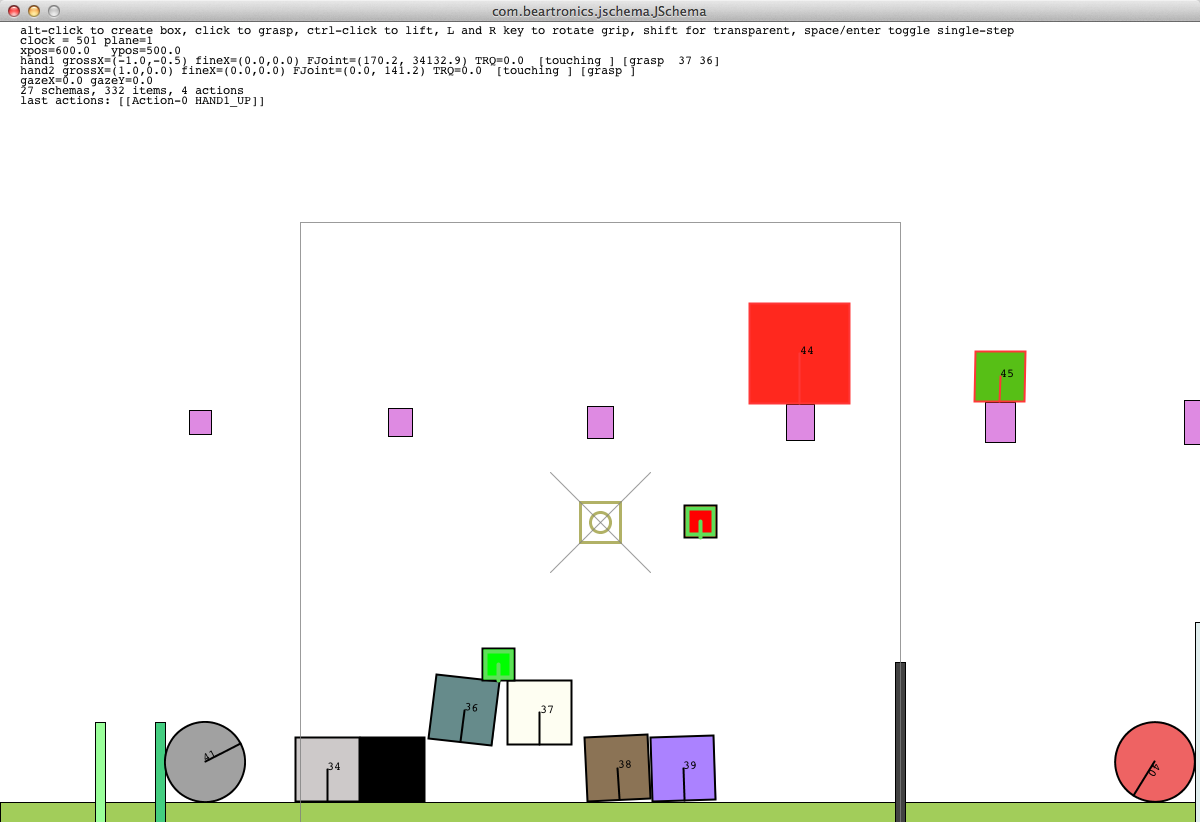 com.beartronics.jschema.JSchema
alt-click to create box, click to grasp, ctrl-click to lift, L and R key to rotate grip, shift for transparent, space/enter toggle single-step
clock = 501 plane=1
xpos=600.0 ypos=500.0
hand1 grossX=(-1.0,-0.5) fineX=(0.0,0.0) FJoint=(170.2, 34132.9) TRQ=0.0 [touching ] [grasp 37 36]
hand2 grossX=(1.0,0.0) fineX=(0.0,0.0) FJoint=(0.0, 141.2) TRQ=0.0 [touching ] [grasp ]
gazeX=0.0 gazeY=0.0
27 schemas, 332 items, 4 actions
last actions: [[Action-0 HAND1_UP]]
44
45
36
37
41
34
38
39
40